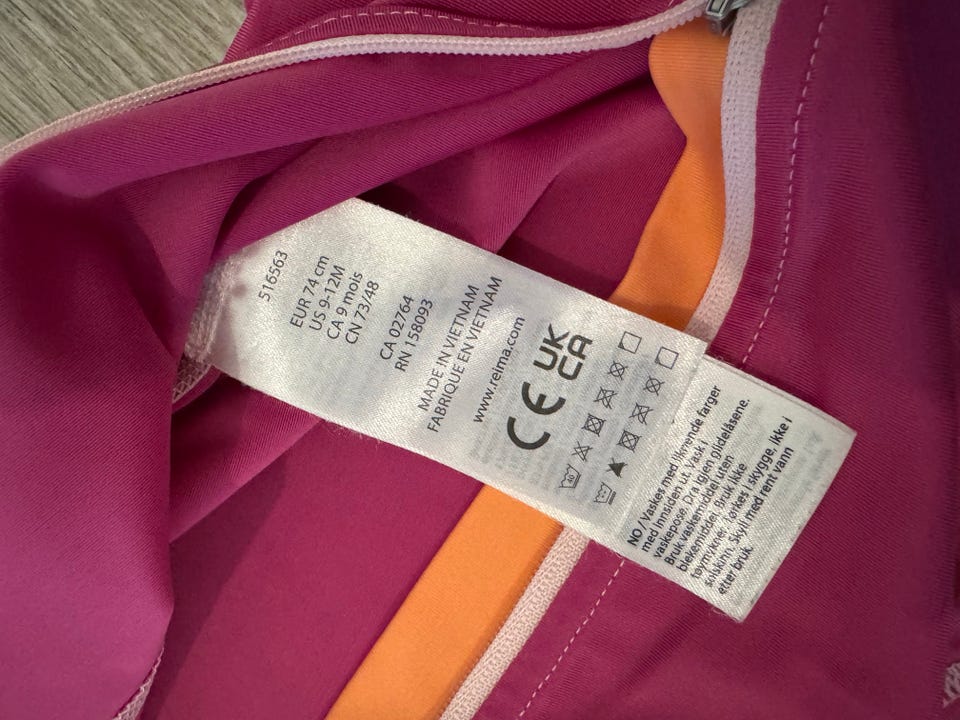 516563
EUR 74 cm
US 9-12M
CA 9 mois
CN 73/48
CA 02764
RN 158093
MADE IN VIETNAM
FABRIQUE EN VIETNAM
www.reima.com
CE UK
CA
40
NO/Vaskes med liknende farger
med innsiden ut. Vask i
vaskepose. Dra igjen glidelåsene.
Bruk vaskemiddel uten
blekemiddel. Bruk ikke
tøymykner. Tørkes i skygge, ikke i
solskinn. Skyll med rent vann
etter bruk.